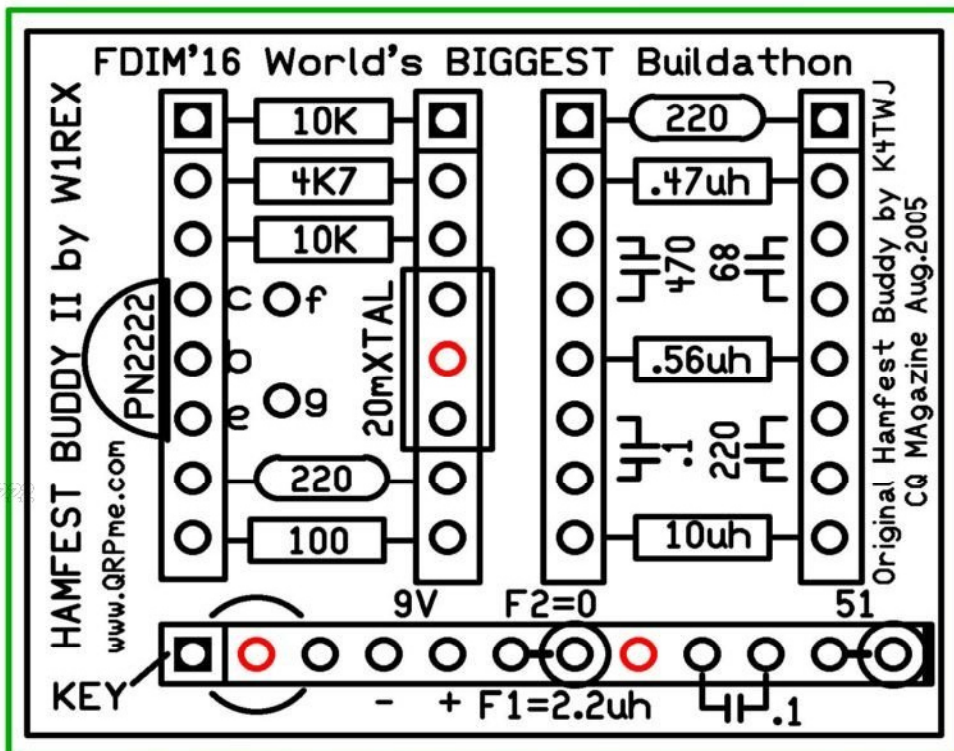 FDIM'16 World's BIGGEST Buildathon
HAMFEST BUDDY II by W1REX
www.QRPme.com
10K
4K7
10K
PN2222
c
f
b
g
e
20mXTAL
220
100
220
.47uh
470
68
.56uh
.1
220
10uh
Original Hamfest Buddy by K4TWJ
CQ MAgazine Aug.2005
9V
F2=0
51
KEY
- + F1=2.2uh
.1